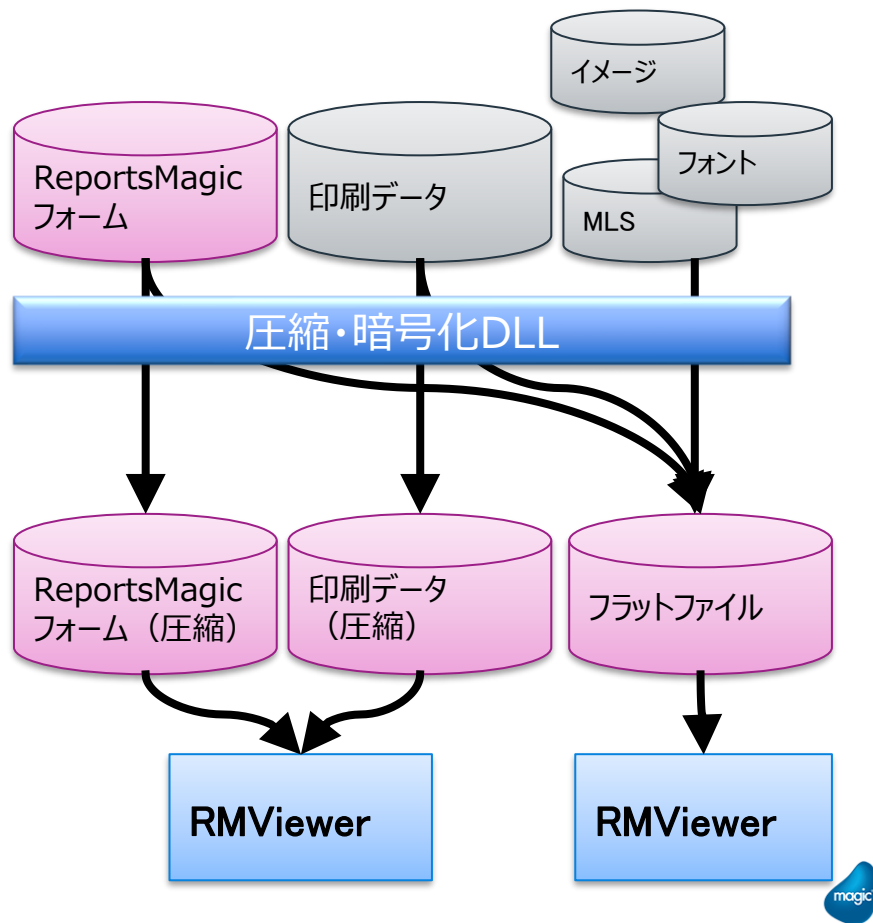 イメージ
フォント
MLS
ReportsMagic
フォーム
印刷データ
圧縮・暗号化DLL
ReportsMagic
フォーム（圧縮）
印刷データ
（圧縮）
フラットファイル
RMViewer
RMViewer
magic